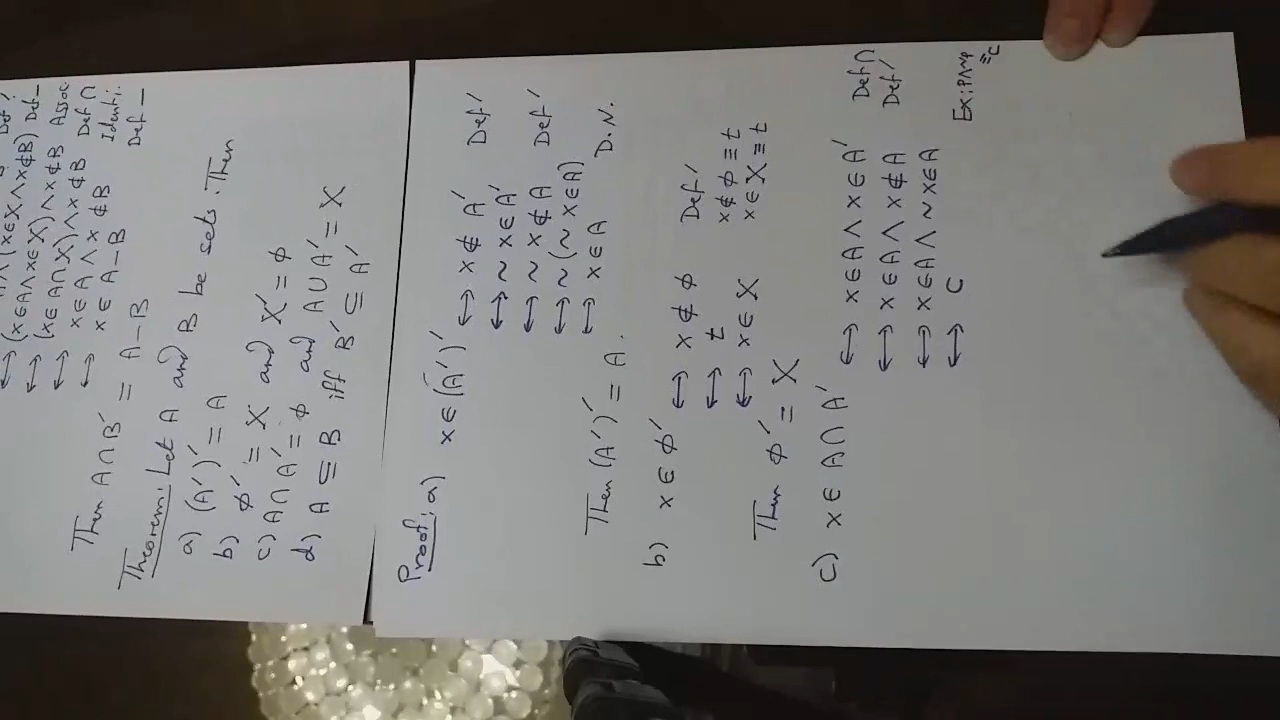 ↔ (x∈A ∧ x∈X) ∧ x∉B Assoc.
↔ (x∈A∩X) ∧ x∉B Def ∩
↔ x∈A ∧ x∉B Identi.
↔ x∈A−B Def −
Then A∩B′ = A−B
Theorem: Let A and B be sets. Then
a) (A′)′ = A
b) φ′ = X and X′ = φ
c) A∩A′ = φ and A∪A′ = X
d) A ⊆ B iff B′ ⊆ A′
Proof: a) x∈(A′)′ ↔ x∉A′ Def ′
↔ ~x∈A′
↔ ~x∉A Def ′
↔ ~(~x∈A)
↔ x∈A D.N.
Then (A′)′ = A.
b) x∈φ′ ↔ x∉φ Def ′
↔ t x∉φ≡t
↔ x∈X x∈X≡t
Then φ′ = X
c) x∈A∩A′ ↔ x∈A ∧ x∈A′ Def ∩
↔ x∈A ∧ x∉A Def ′
↔ x∈A ∧ ~x∈A
↔ C Ex: P∧~P
≡C